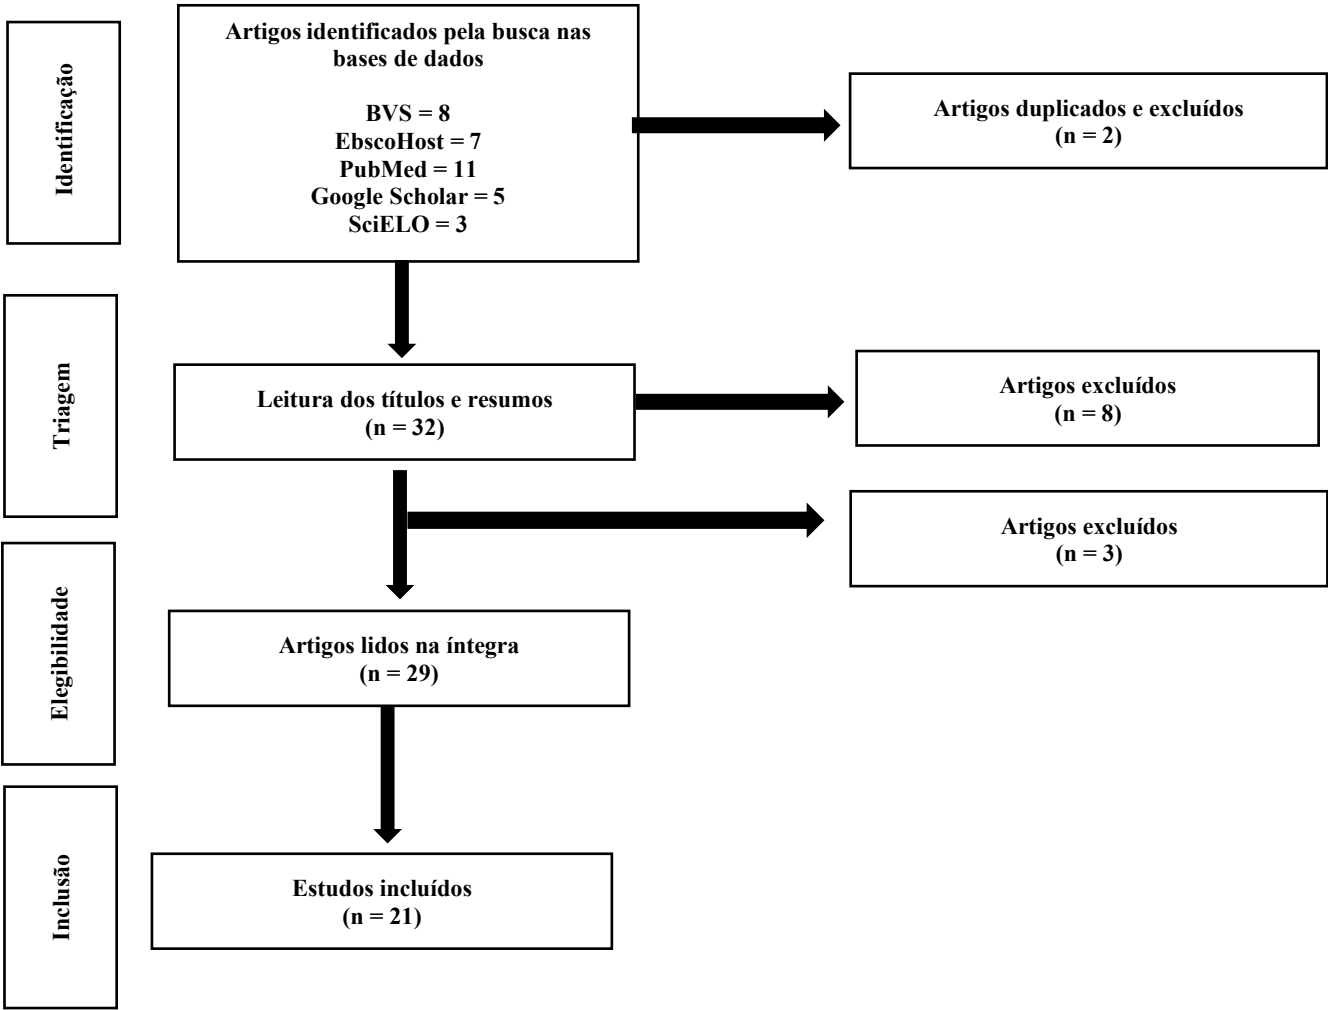 Identificação
Artigos identificados pela busca nas
bases de dados
BVS = 8
EbscoHost = 7
PubMed = 11
Google Scholar = 5
SciELO = 3
Artigos duplicados e excluídos
(n = 2)
Triagem
Leitura dos títulos e resumos
(n = 32)
Artigos excluídos
(n = 8)
Artigos excluídos
(n = 3)
Elegibilidade
Artigos lidos na íntegra
(n = 29)
Inclusão
Estudos incluídos
(n = 21)